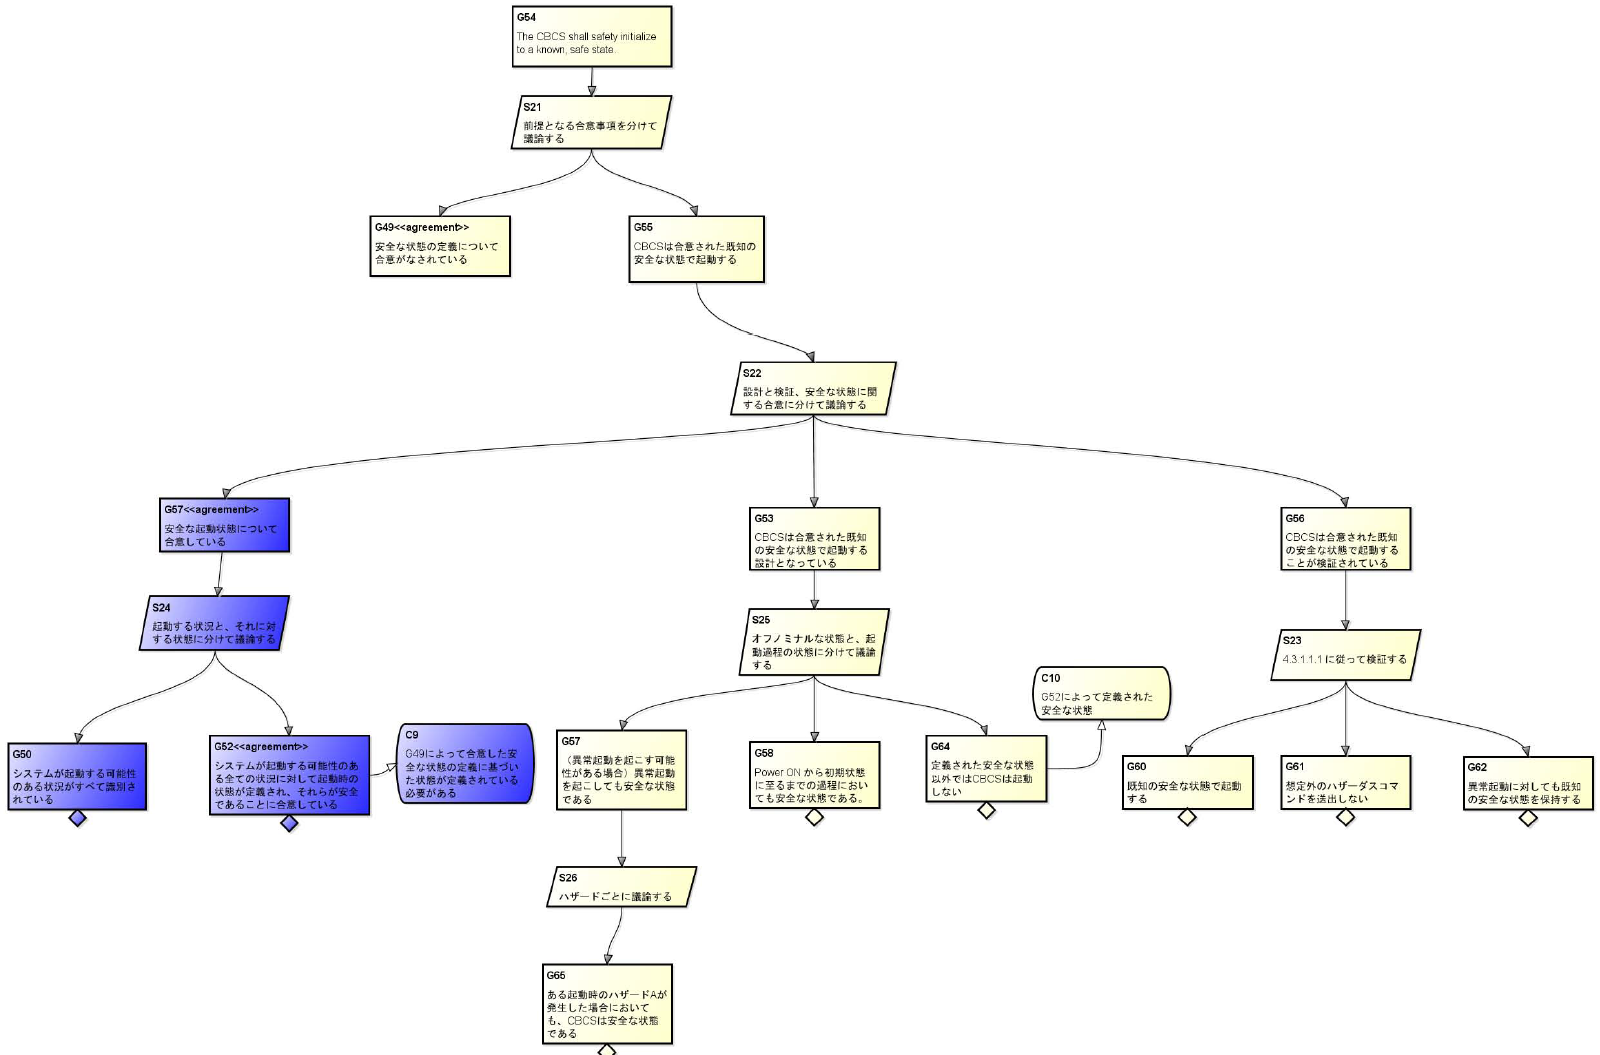 G54
The CBCS shall safety initialize
to a known, safe state.
S21
前提となる合意事項を分けて
議論する
G49<<agreement>>
安全な状態の定義について
合意がなされている
G55
CBCSは合意された既知の
安全な状態で起動する
S22
設計と検証、安全な状態に関
する合意に分けて議論する
G57<<agreement>>
安全な起動状態について
合意している
G53
CBCSは合意された既知
の安全な状態で起動する
設計となっている
G56
CBCSは合意された既知
の安全な状態で起動する
ことが検証されている
S24
起動する状況と、それに対
する状態に分けて議論する
S25
オフノミナルな状態と、起
動過程の状態に分けて議論
する
S23
4.3.1.1.1に従って検証する
C10
G52によって定義された
安全な状態
G50
システムが起動する可能性
のある状況がすべて識別さ
れている
G52<<agreement>>
システムが起動する可能性のあ
る全ての状況に対して起動時の
状態が定義され、それらが安全
であることに合意している
C9
G49によって合意した安
全な状態の定義に基づい
た状態が定義されている
必要がある
G57
（異常起動を起こす可能
性がある場合）異常起動
を起こしても安全な状態
である
G58
Power ON から初期状態
に至るまでの過程におい
ても安全な状態である。
G64
定義された安全な状態
以外ではCBCSは起動
しない
G60
既知の安全な状態で起動
する
G61
想定外のハザーダスコマ
ンドを送出しない
G62
異常起動に対しても既知
の安全な状態を保持する
S26
ハザードごとに議論する
G65
ある起動時のハザードAが
発生した場合において
も、CBCSは安全な状態
である